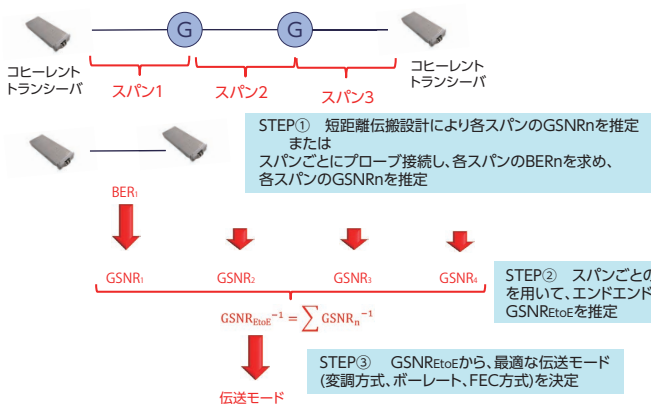 G
G
コヒーレント
トランシーバ
コヒーレント
トランシーバ
スパン1
スパン2
スパン3
STEP① 短距離伝搬設計により各スパンのGSNRnを推定
または
スパンごとにプローブ接続し、各スパンのBERnを求め、
各スパンのGSNRnを推定
BER₁
GSNR₁
GSNR₂
GSNR₃
GSNR₄
STEP② スパンごとの
を用いて、エンドエンド
GSNREtoEを推定
GSNR_EtoE⁻¹ = ∑ GSNRₙ⁻¹
STEP③ GSNREtoEから、最適な伝送モード
(変調方式、ボーレート、FEC方式)を決定
伝送モード